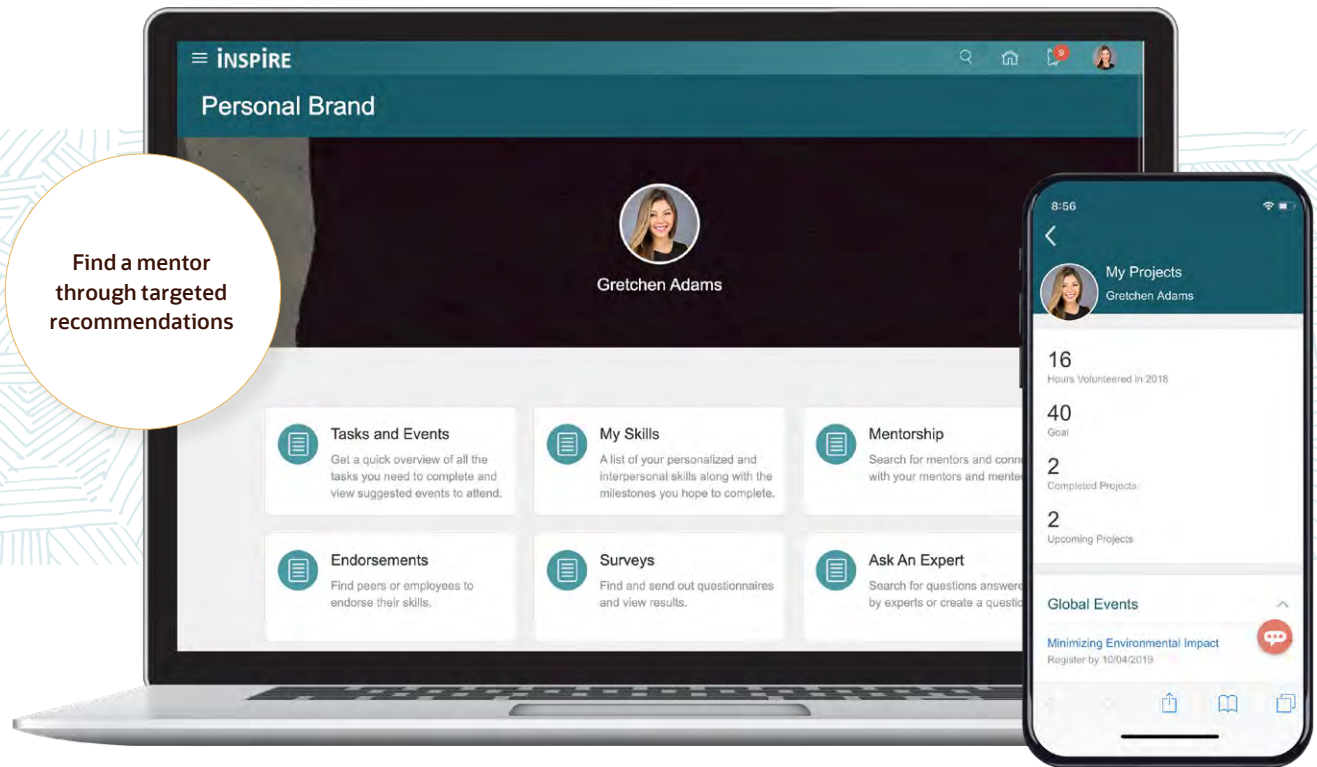 INSPIRE
9
Personal Brand
Gretchen Adams
Find a mentor
through targeted
recommendations
Tasks and Events
Get a quick overview of all the
tasks you need to complete and
view suggested events to attend.
My Skills
A list of your personalized and
interpersonal skills along with the
milestones you hope to complete.
Mentorship
Search for mentors and
with your mentors and
Endorsements
Find peers or employees to
endorse their skills.
Surveys
Find and send out questionnaires
and view results.
Ask An Expert
Search for questions
by experts or create a
8:56
My Projects
Gretchen Adams
16
Hours Volunteered in 2018
40
Goal
2
Completed Projects
2
Upcoming Projects
Global Events
Minimizing Environmental Impact
Register by 10/04/2019